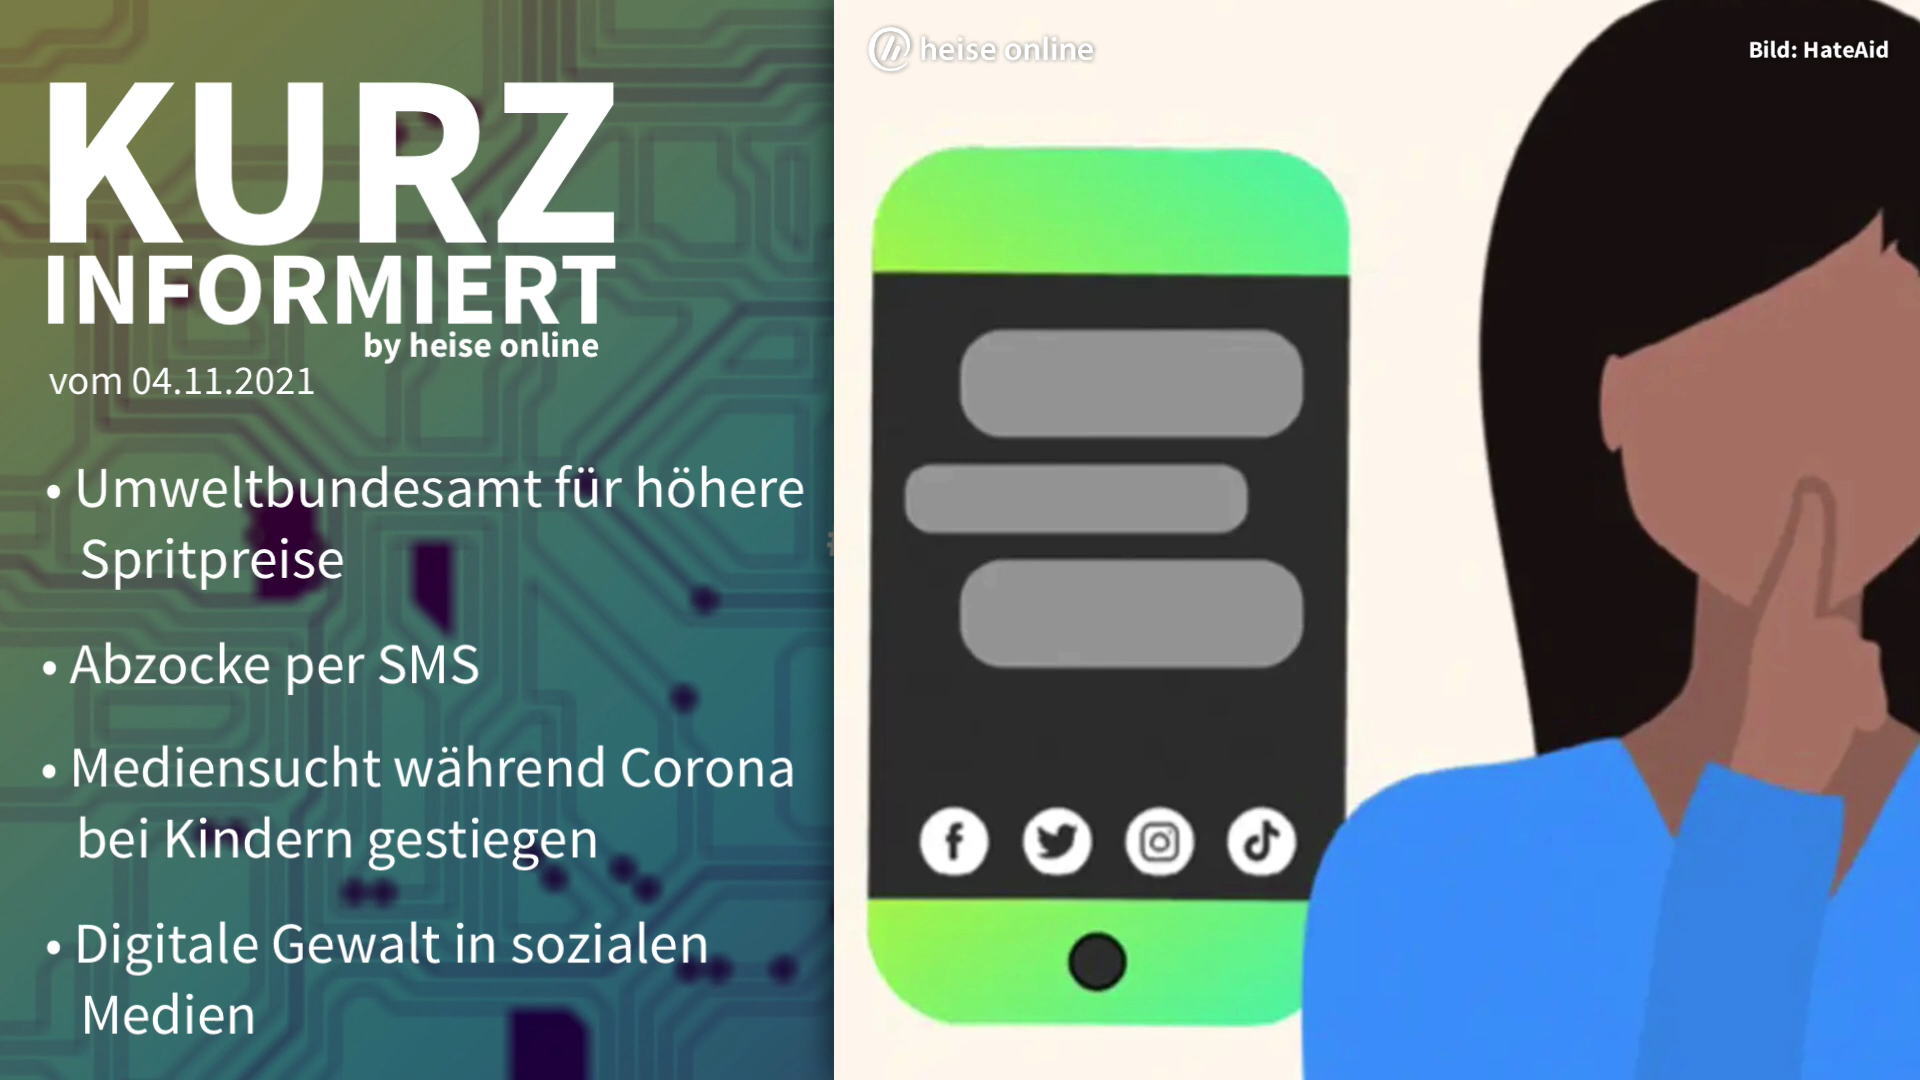 KURZ
INFORMIERT
by heise online
vom 04.11.2021
• Umweltbundesamt für höhere
Spritpreise
• Abzocke per SMS
• Mediensucht während Corona
bei Kindern gestiegen
• Digitale Gewalt in sozialen
Medien
heise online
Bild: HateAid